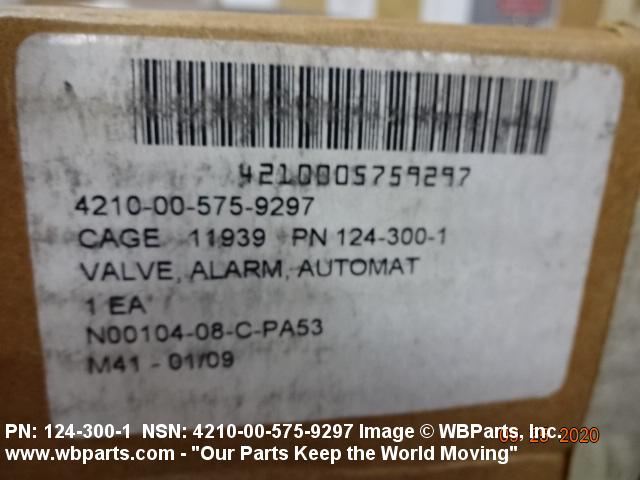 4210005759297
4210-00-575-9297
CAGE 11939 PN 124-300-1
VALVE, ALARM, AUTOMAT
1 EA
N00104-08-C-PA53
M41 - 01/09
PN: 124-300-1 NSN: 4210-00-575-9297 Image © WBParts, Inc.
www.wbparts.com - "Our Parts Keep the World Moving"
2020